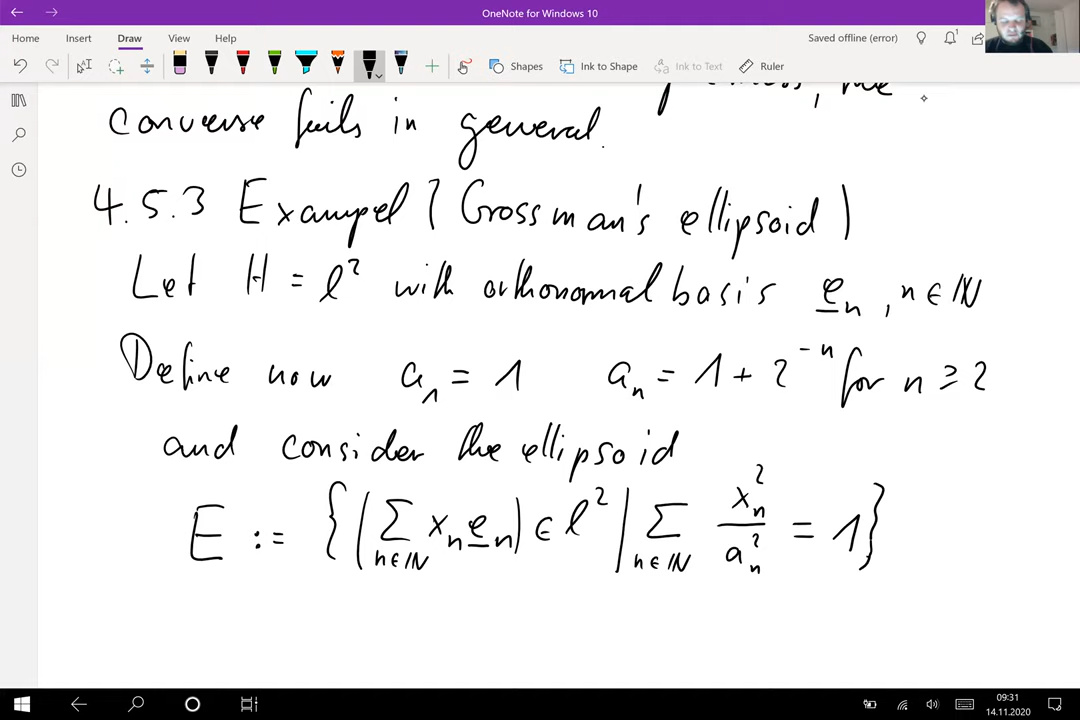 OneNote for Windows 10
Home Insert Draw View Help
Saved offline (error)
Shapes Ink to Shape Ink to Text Ruler
converse fails in general.
4.5.3 Exampel (Grossman's ellipsoid)
Let H = l² with orthonormal basis e_n, n ∈ ℕ
Define now a_1 = 1 a_n = 1 + 2^{-n} for n ≥ 2
and consider the ellipsoid
E := {(∑_{n∈ℕ} x_n e_n) ∈ l² | ∑_{n∈ℕ} x_n²/a_n² = 1}
09:31
14.11.2020